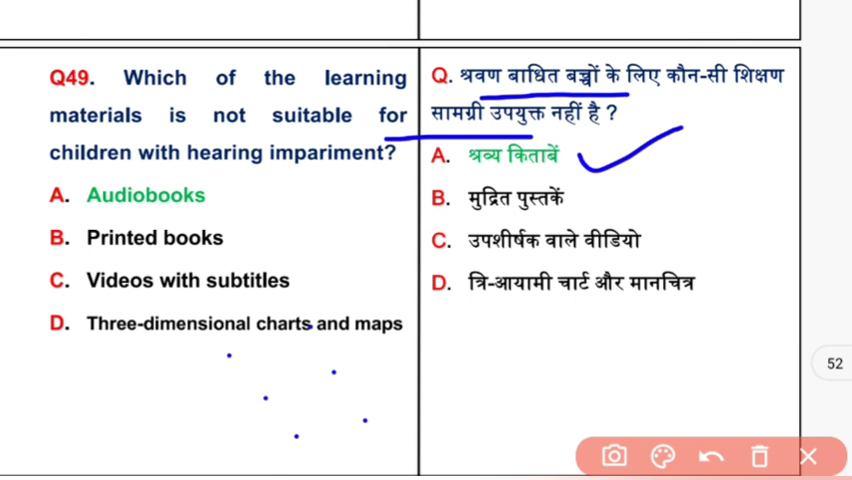 Q49. Which of the learning
materials is not suitable for
children with hearing impariment?
A. Audiobooks
B. Printed books
C. Videos with subtitles
D. Three-dimensional charts and maps
Q. श्रवण बाधित बच्चों के लिए कौन-सी शिक्षण
सामग्री उपयुक्त नहीं है ?
A. श्रव्य किताबें
B. मुद्रित पुस्तकें
C. उपशीर्षक वाले वीडियो
D. त्रि-आयामी चार्ट और मानचित्र
52